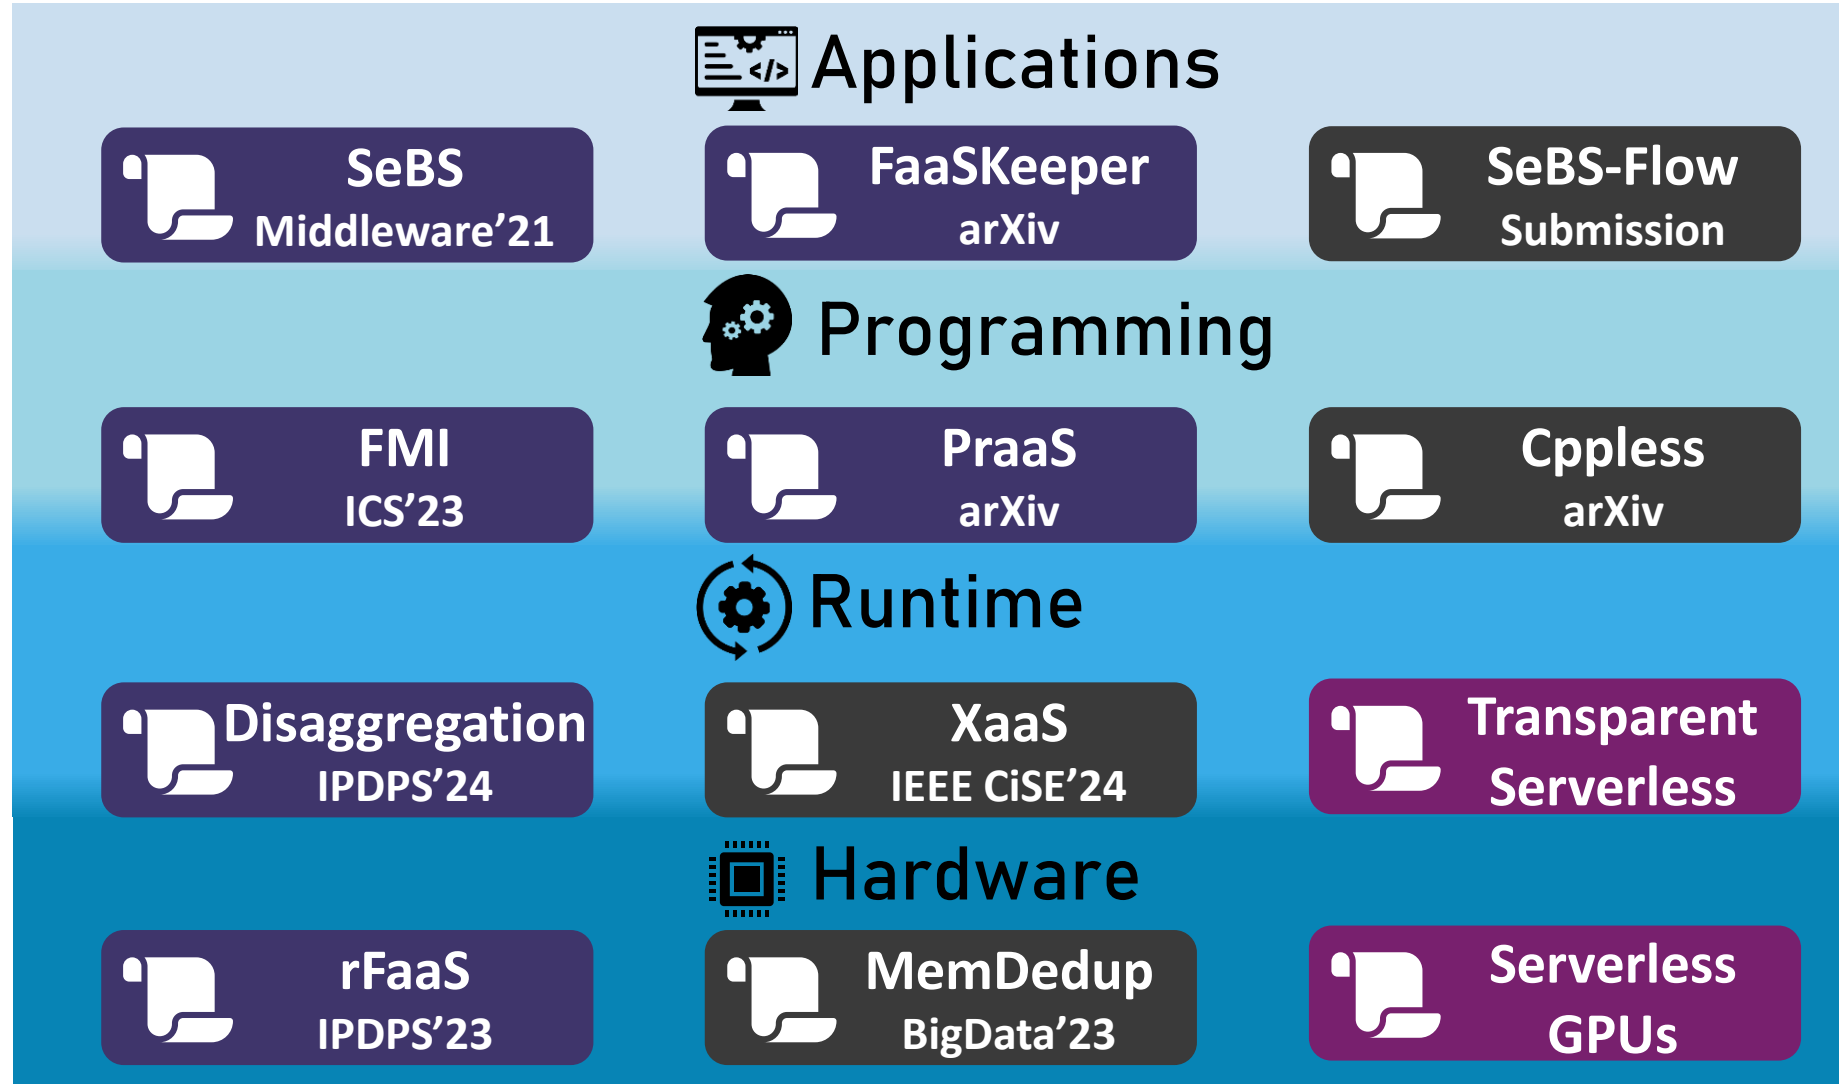 Applications
SeBS
Middleware’21
FaaSKeeper
arXiv
SeBS-Flow
Submission
Programming
FMI
ICS’23
PraaS
arXiv
Cppless
arXiv
Runtime
Disaggregation
IPDPS’24
XaaS
IEEE CiSE’24
Transparent
Serverless
Hardware
rFaaS
IPDPS’23
MemDedup
BigData’23
Serverless
GPUs